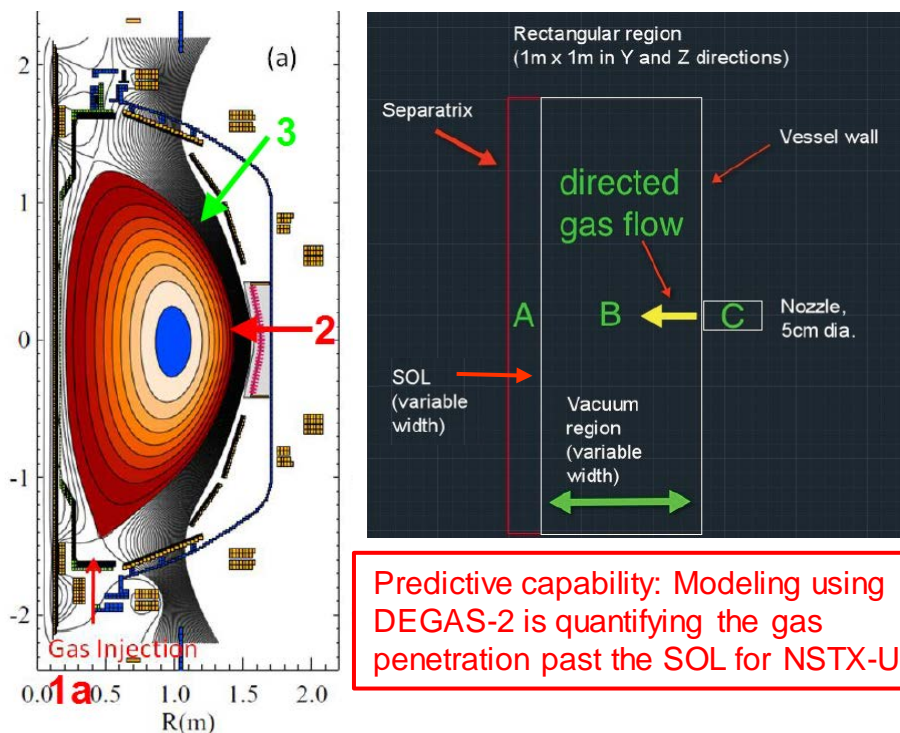 (a)
2
1
0
-1
-2
3
2
Gas Injection
1a
0.0
0.5
1.0
1.5
2.0
R(m)
Rectangular region
(1m x 1m in Y and Z directions)
Separatrix
Vessel wall
directed
gas flow
A
B
C
Nozzle,
5cm dia.
SOL
(variable
width)
Vacuum
region
(variable
width)
Predictive capability: Modeling using
DEGAS-2 is quantifying the gas
penetration past the SOL for NSTX-U